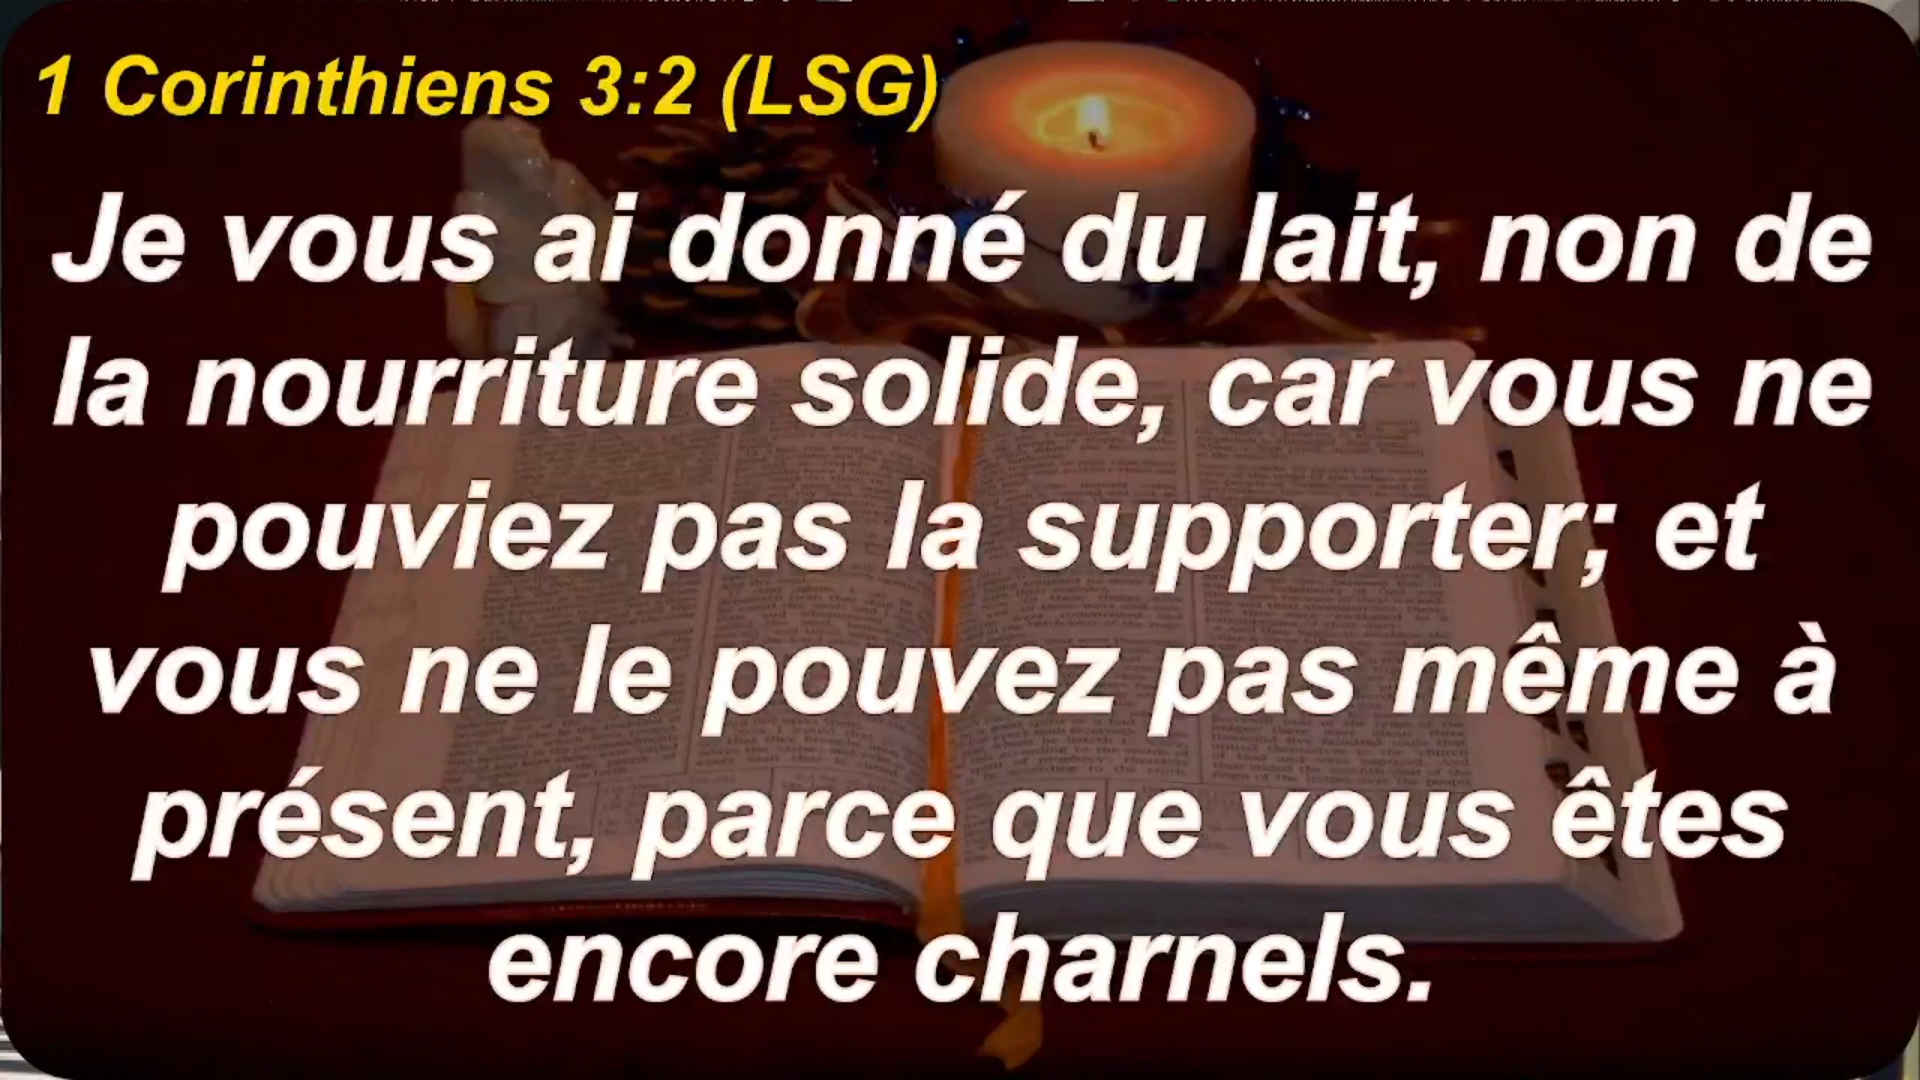 1 Corinthiens 3:2 (LSG)
Je vous ai donné du lait, non de
la nourriture solide, car vous ne
pouviez pas la supporter; et
vous ne le pouvez pas même à
présent, parce que vous êtes
encore charnels.